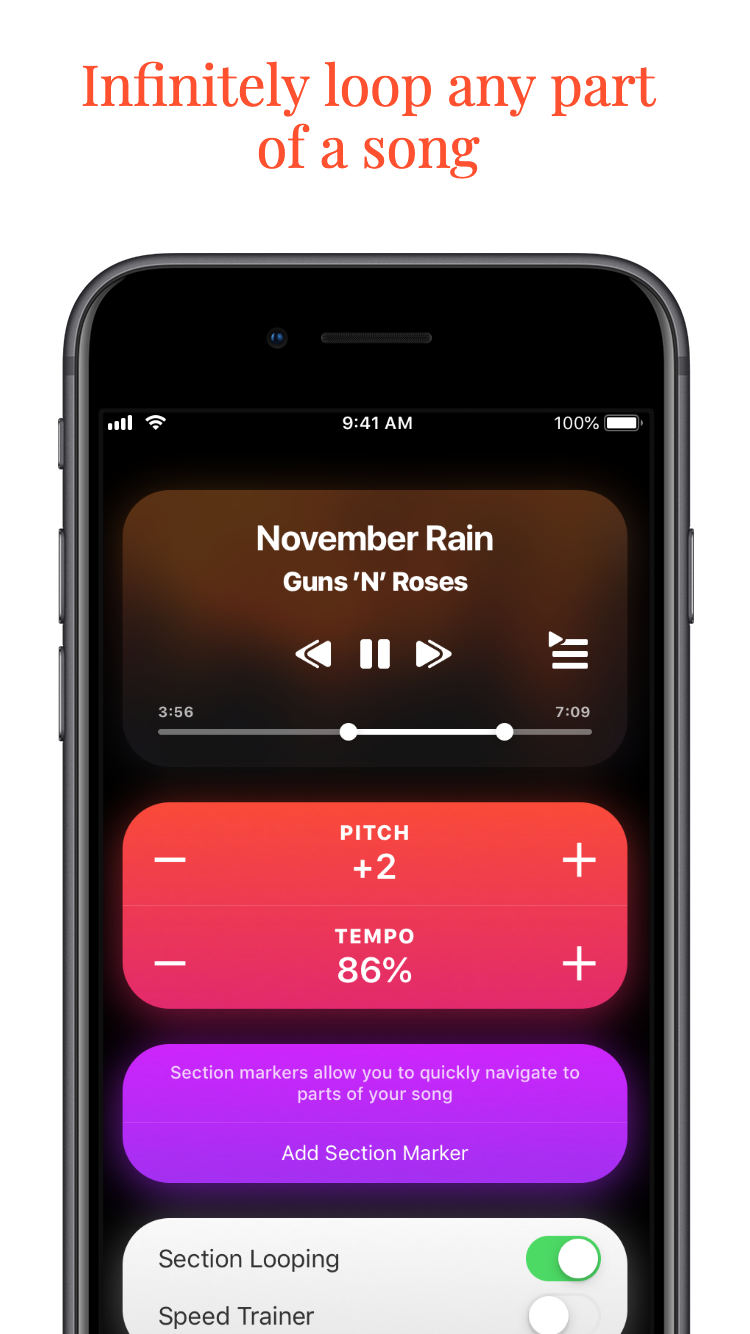 Infinitely loop any part
of a song
9:41 AM
100%
November Rain
Guns ’N’ Roses
3:56
7:09
PITCH
+2
TEMPO
86%
Section markers allow you to quickly navigate to
parts of your song
Add Section Marker
Section Looping
Speed Trainer